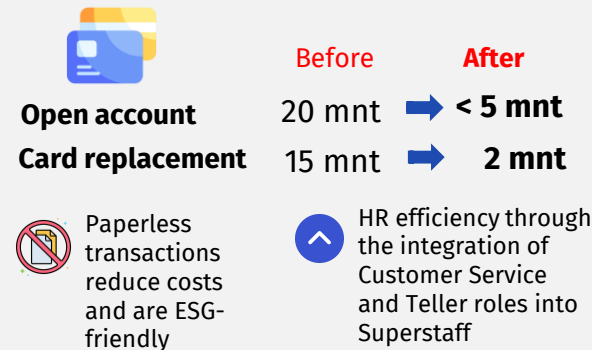 Before After
Open account 20 mnt < 5 mnt
Card replacement 15 mnt 2 mnt
Paperless
transactions
reduce costs
and are ESG-
friendly
HR efficiency through
the integration of
Customer Service
and Teller roles into
Superstaff